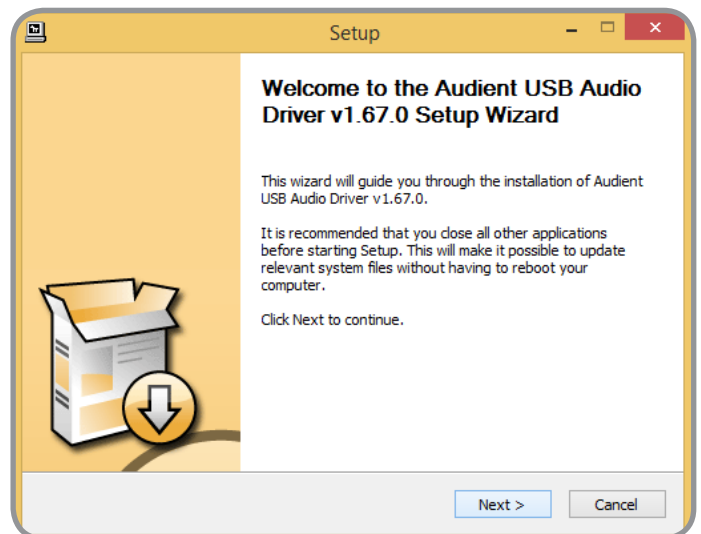 Setup
Welcome to the Audient USB Audio
Driver v1.67.0 Setup Wizard
This wizard will guide you through the installation of Audient
USB Audio Driver v1.67.0.
It is recommended that you close all other applications
before starting Setup. This will make it possible to update
relevant system files without having to reboot your
computer.
Click Next to continue.
Next >
Cancel